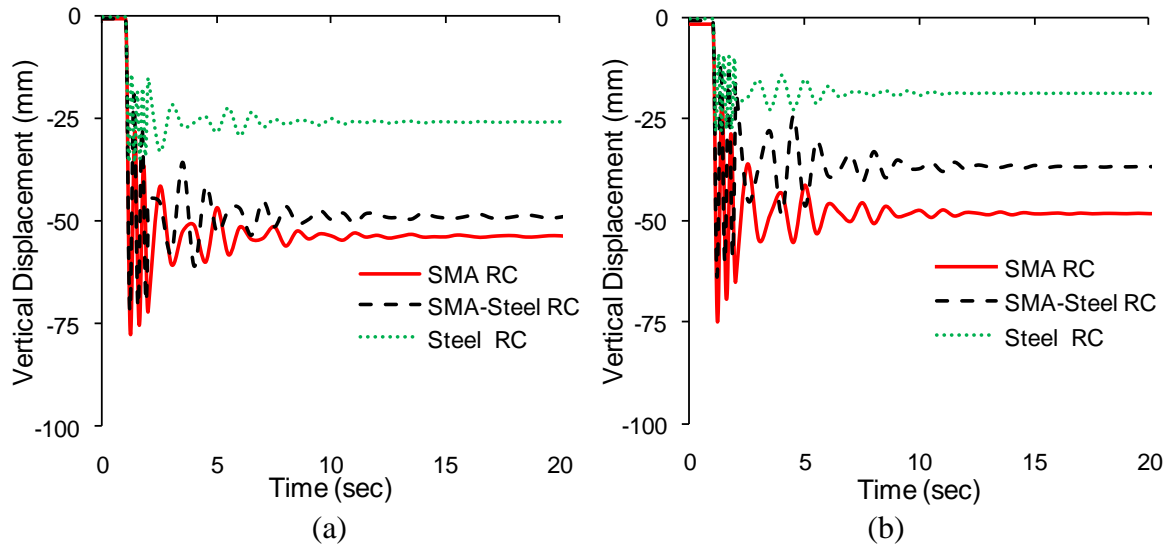 0
-25
-50
-75
-100
Vertical Displacement (mm)
SMA RC
SMA-Steel RC
Steel RC
0 5 10 15 20
Time (sec)
(a)
0
-25
-50
-75
-100
Vertical Displacement (mm)
SMA RC
SMA-Steel RC
Steel RC
0 5 10 15 20
Time (sec)
(b)